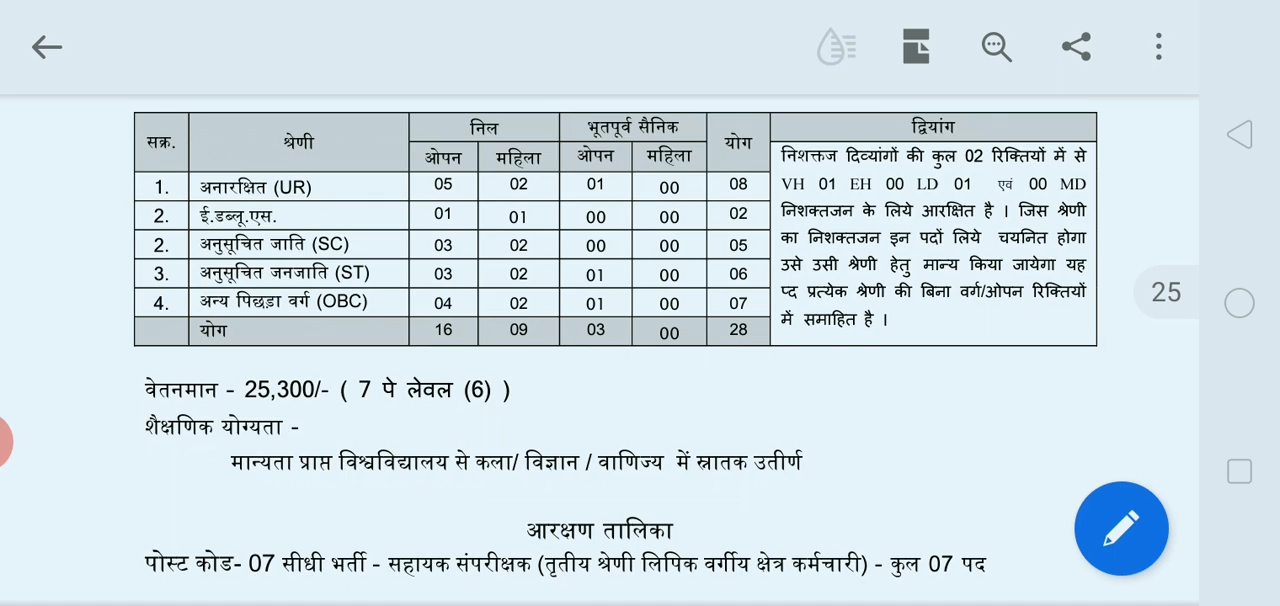 सक्र. श्रेणी निल भूतपूर्व सैनिक योग द्वियांग
ओपन महिला ओपन महिला
1. अनारक्षित (UR) 05 02 01 00 08
2. ई.डब्लू.एस. 01 01 00 00 02
2. अनुसूचित जाति (SC) 03 02 00 00 05
3. अनुसूचित जनजाति (ST) 03 02 01 00 06
4. अन्य पिछड़ा वर्ग (OBC) 04 02 01 00 07
योग 16 09 03 00 28
निशक्तज दिव्यांगों की कुल 02 रिक्तियों में से
VH 01 EH 00 LD 01 एवं 00 MD
निशक्तजन के लिये आरक्षित है । जिस श्रेणी
का निशक्तजन इन पदों लिये चयनित होगा
उसे उसी श्रेणी हेतु मान्य किया जायेगा यह
प्द प्रत्येक श्रेणी की बिना वर्ग/ओपन रिक्तियों
में समाहित है ।
25
वेतनमान - 25,300/- ( 7 पे लेवल (6) )
शैक्षणिक योग्यता -
मान्यता प्राप्त विश्वविद्यालय से कला/ विज्ञान / वाणिज्य में स्नातक उतीर्ण
आरक्षण तालिका
पोस्ट कोड- 07 सीधी भर्ती - सहायक संपरीक्षक (तृतीय श्रेणी लिपिक वर्गीय क्षेत्र कर्मचारी) - कुल 07 पद